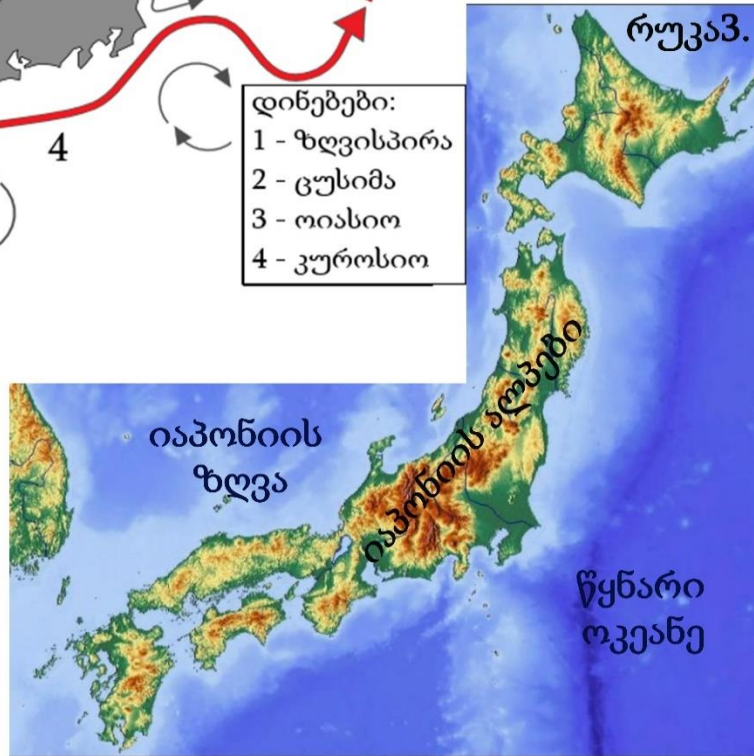 რუკა3.
დინებები:
1 - ზღვისპირა
2 - ცუსიმა
3 - ოიასიო
4 - კუროსიო
4
იაპონიის ალპები
იაპონიის
ზღვა
წყნარი
ოკეანე